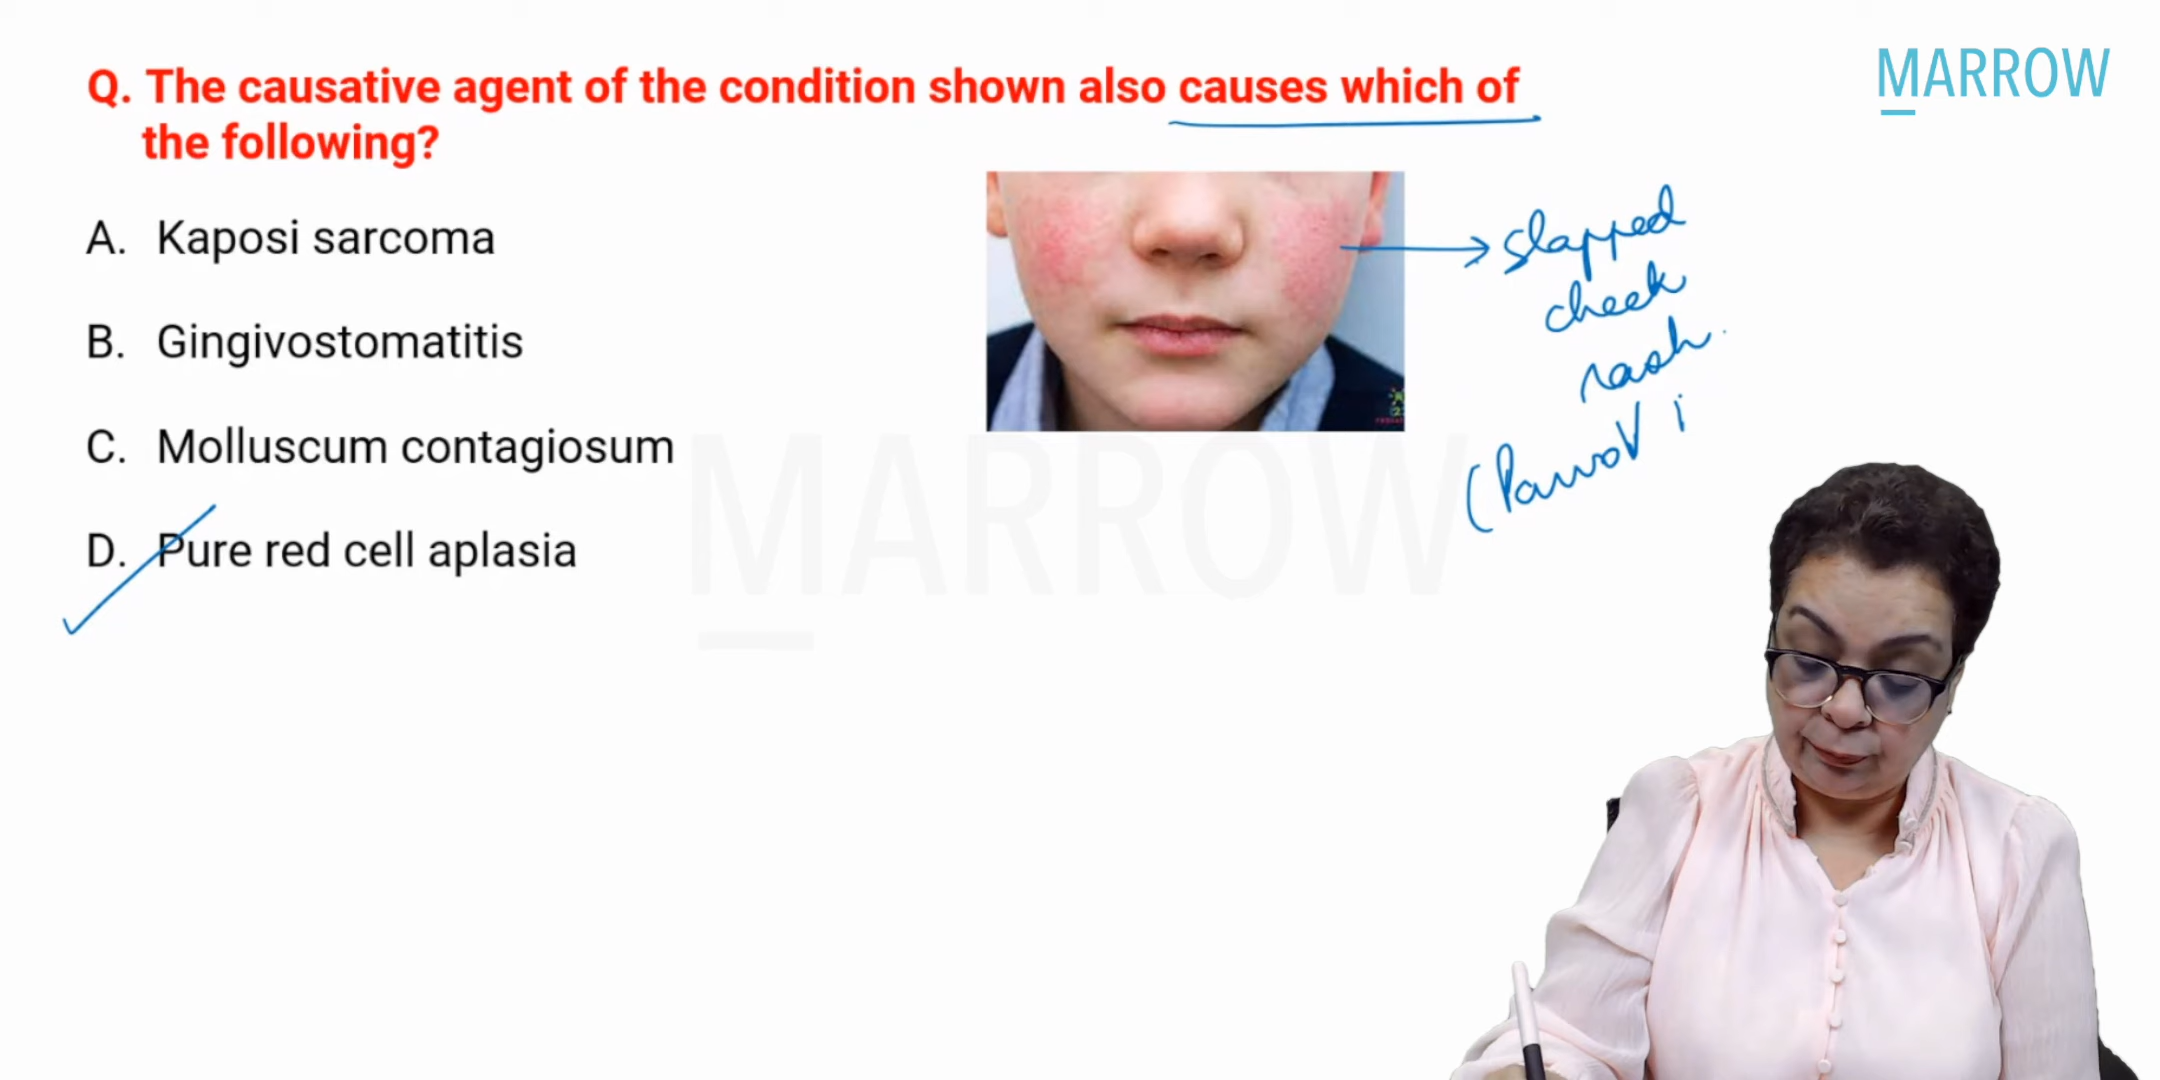 Q. The causative agent of the condition shown also causes which of
the following?
MARROW
A. Kaposi sarcoma
B. Gingivostomatitis
C. Molluscum contagiosum
D. Pure red cell aplasia
slapped
cheek
rash.
(Parvovi
MARROW